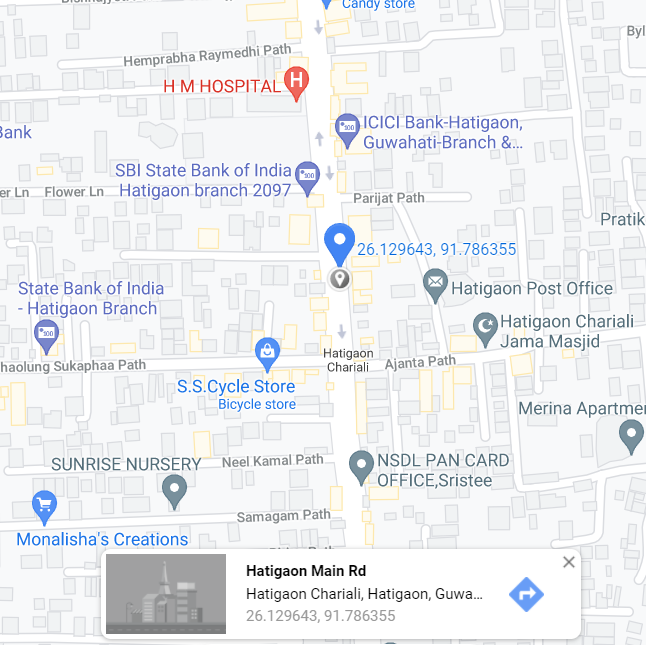 Candy store
Hemprabha Raymedhi Path
H M HOSPITAL
H
ICICI Bank-Hatigaon,
Guwahati-Branch &...
Bank
SBI State Bank of India
Hatigaon branch 2097
er Ln
Flower Ln
Parijat Path
Pratik
26.129643, 91.786355
State Bank of India
- Hatigaon Branch
Hatigaon Post Office
Hatigaon Chariali
Jama Masjid
Hatigaon
Chariali
haolung Sukaphaa Path
Ajanta Path
S.S.Cycle Store
Bicycle store
Merina Apartmen
SUNRISE NURSERY
Neel Kamal Path
NSDL PAN CARD
OFFICE,Sristee
Samagam Path
Monalisha's Creations
Hatigaon Main Rd
Hatigaon Chariali, Hatigaon, Guwa...
26.129643, 91.786355